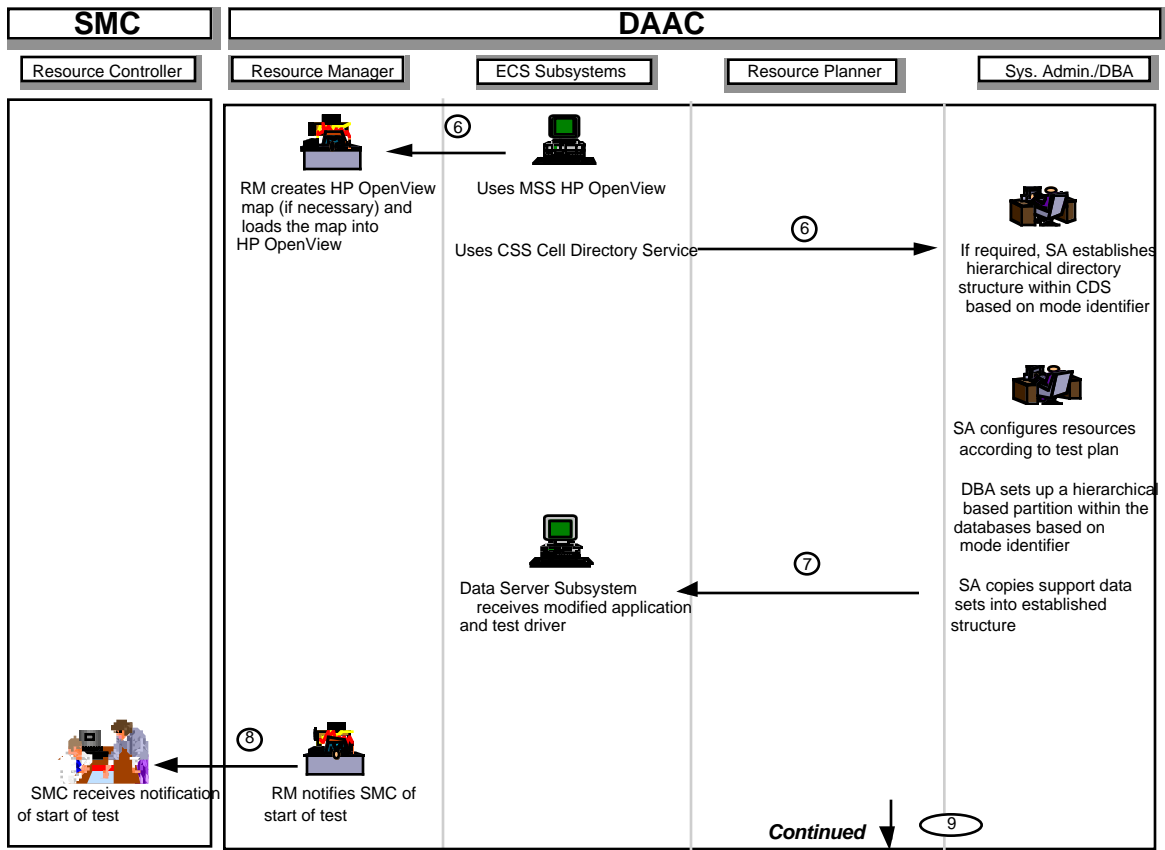 SMC
DAAC
Resource Controller
Resource Manager
ECS Subsystems
Resource Planner
Sys. Admin./DBA
6
RM creates HP OpenView
map (if necessary) and
loads the map into
HP OpenView
Uses MSS HP OpenView
Uses CSS Cell Directory Service
6
If required, SA establishes
hierarchical directory
structure within CDS
based on mode identifier
SA configures resources
according to test plan
DBA sets up a hierarchical
based partition within the
databases based on
mode identifier
SA copies support data
sets into established
structure
7
Data Server Subsystem
receives modified application
and test driver
8
SMC receives notification
of start of test
RM notifies SMC of
start of test
Continued
9